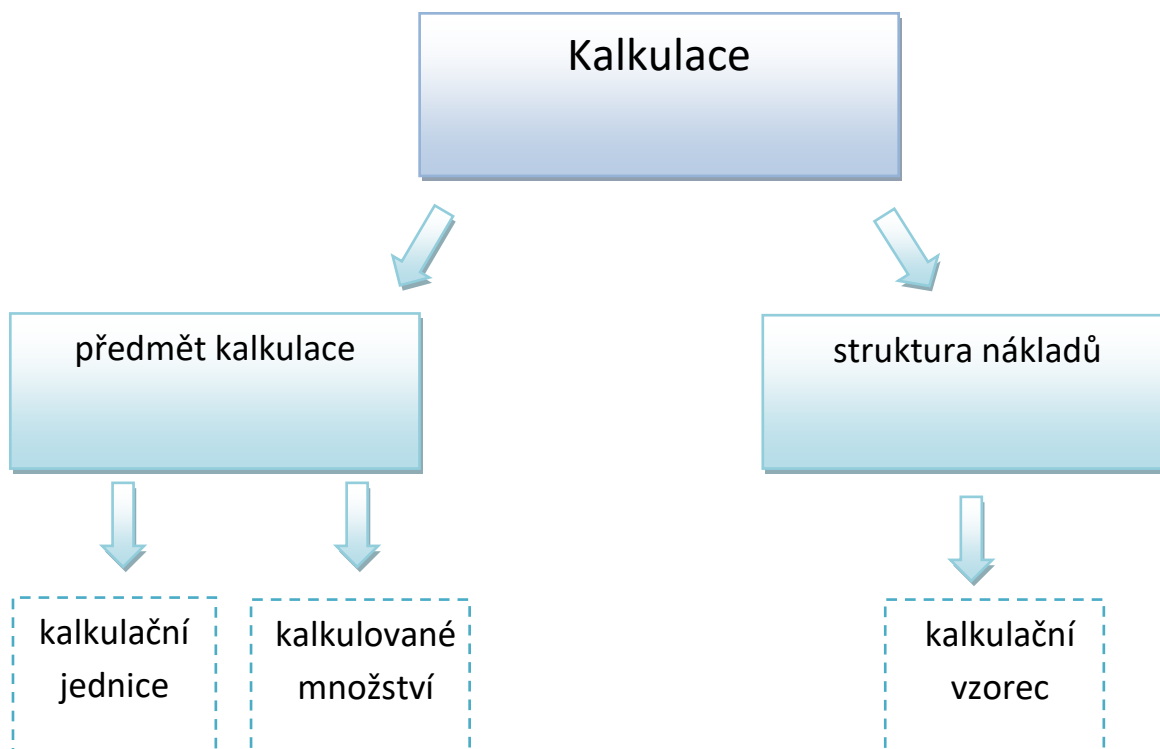 Kalkulace
předmět kalkulace
struktura nákladů
kalkulační
jednice
kalkulované
množství
kalkulační
vzorec